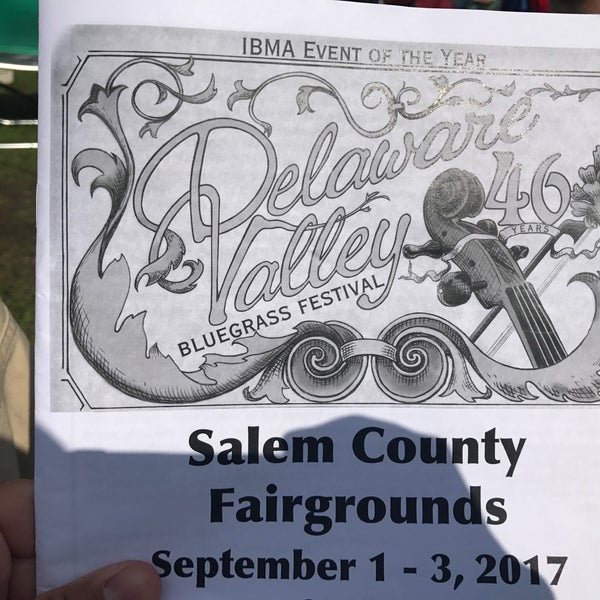 IBMA EVENT OF THE YEAR
Delaware
46
YEARS
Valley
BLUEGRASS FESTIVAL
Salem County
Fairgrounds
September 1 - 3, 2017